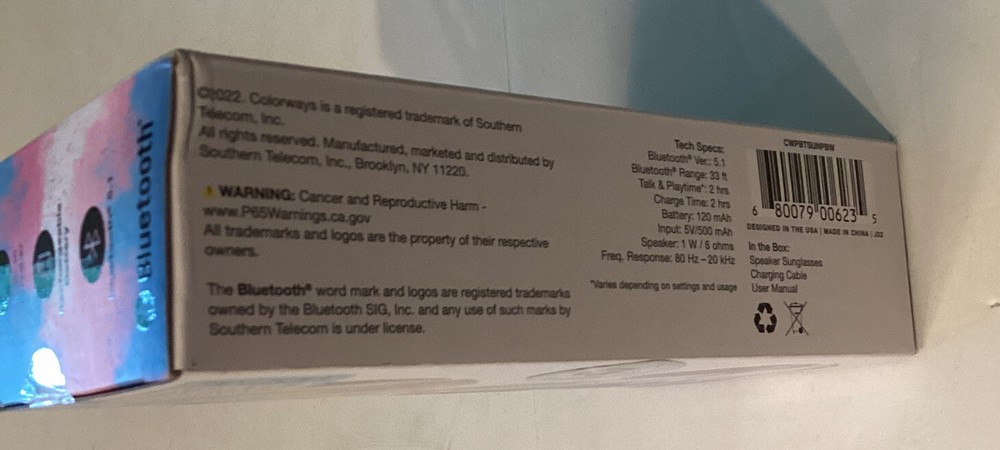 ©2022. Colorways is a registered trademark of Southern
Telecom, Inc.
All rights reserved. Manufactured, marketed and distributed by
Southern Telecom, Inc., Brooklyn, NY 11220.
WARNING: Cancer and Reproductive Harm -
www.P65Warnings.ca.gov
All trademarks and logos are the property of their respective
owners.
The Bluetooth® word mark and logos are registered trademarks
owned by the Bluetooth SIG, Inc. and any use of such marks by
Southern Telecom is under license.
Tech Specs:
Bluetooth® Ver.: 5.1
Bluetooth® Range: 33 ft
Talk & Playtime*: 2 hrs
Charge Time: 2 hrs
Battery: 120 mAh
Input: 5V/500 mAh
Speaker: 1 W / 6 ohms
Freq. Response: 80 Hz – 20 kHz
*Varies depending on settings and usage
CWPBTSUNPBW
6 80079 00623 5
DESIGNED IN THE USA | MADE IN CHINA | J22
In the Box:
Speaker Sunglasses
Charging Cable
User Manual
Bluetooth®